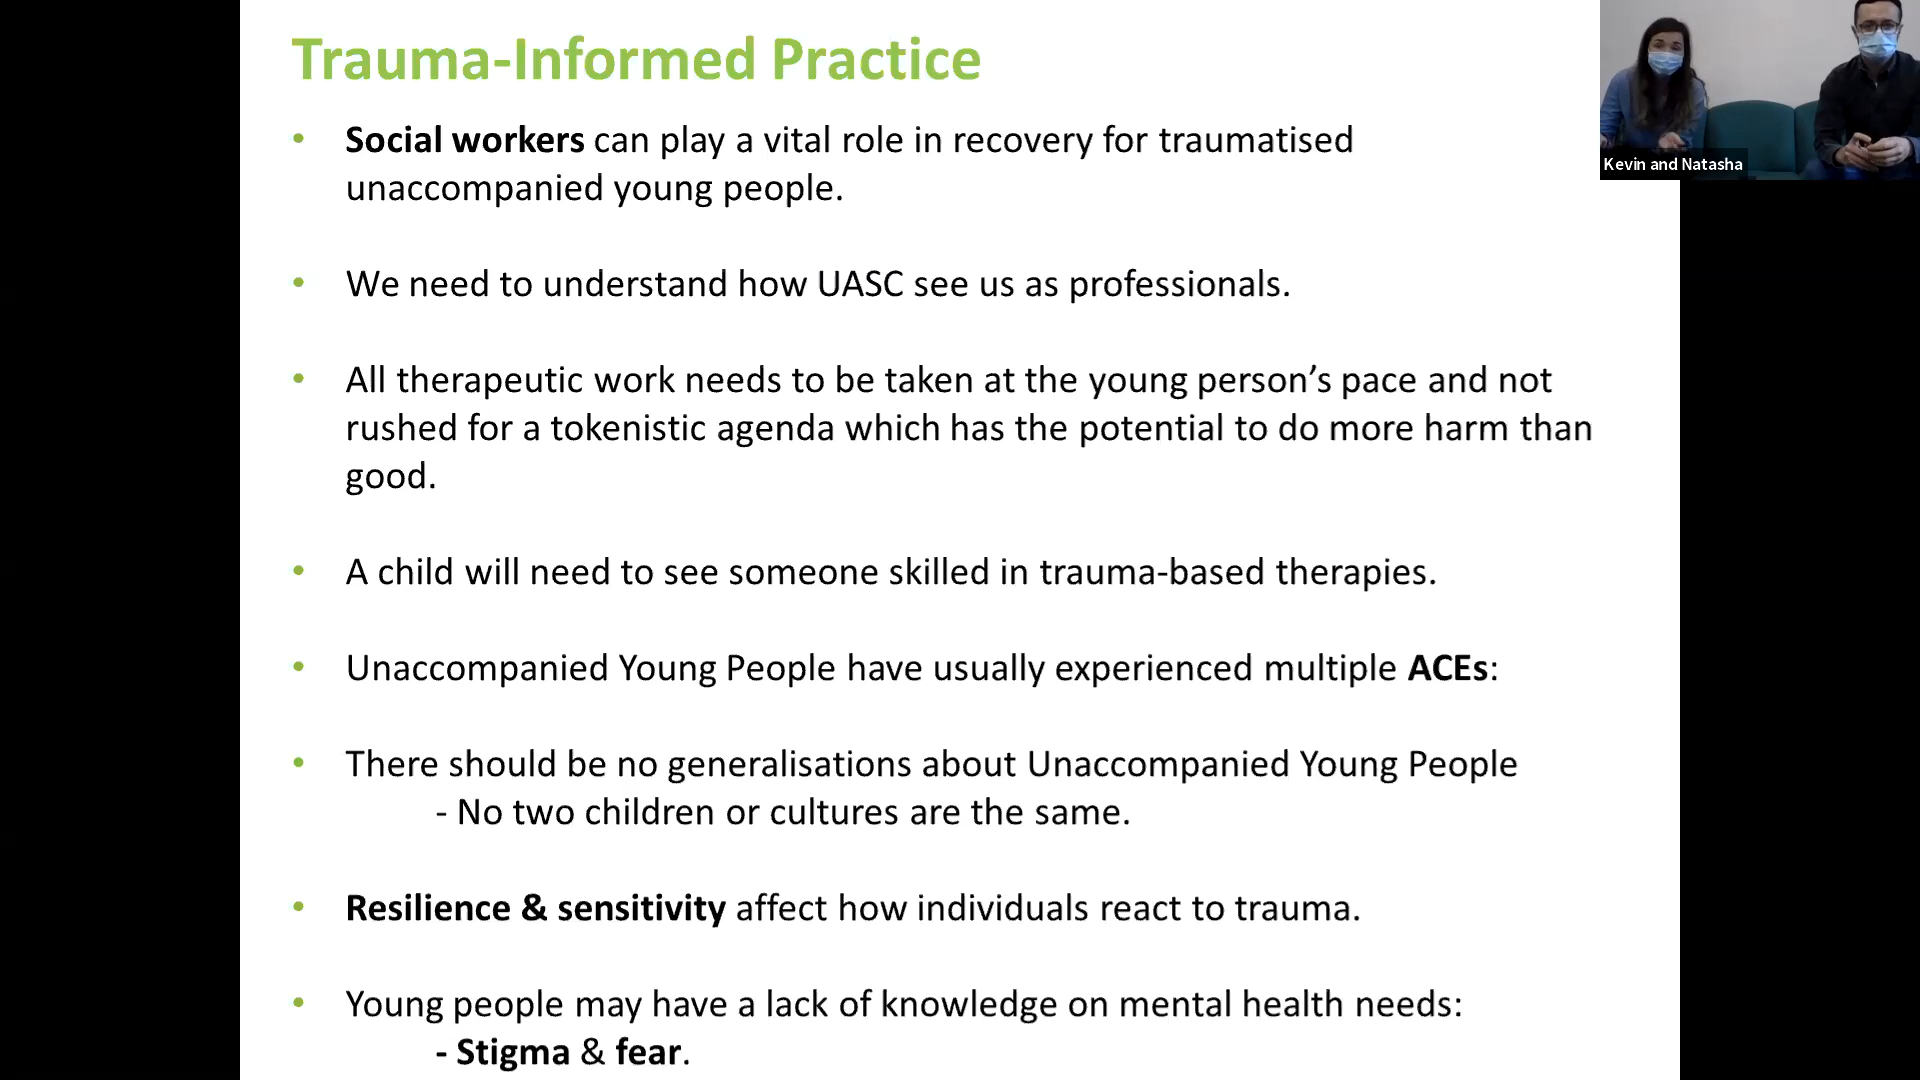 Trauma-Informed Practice
• Social workers can play a vital role in recovery for traumatised
unaccompanied young people.
• We need to understand how UASC see us as professionals.
• All therapeutic work needs to be taken at the young person’s pace and not
rushed for a tokenistic agenda which has the potential to do more harm than
good.
• A child will need to see someone skilled in trauma-based therapies.
• Unaccompanied Young People have usually experienced multiple ACEs:
• There should be no generalisations about Unaccompanied Young People
- No two children or cultures are the same.
• Resilience & sensitivity affect how individuals react to trauma.
• Young people may have a lack of knowledge on mental health needs:
- Stigma & fear.
Kevin and Natasha